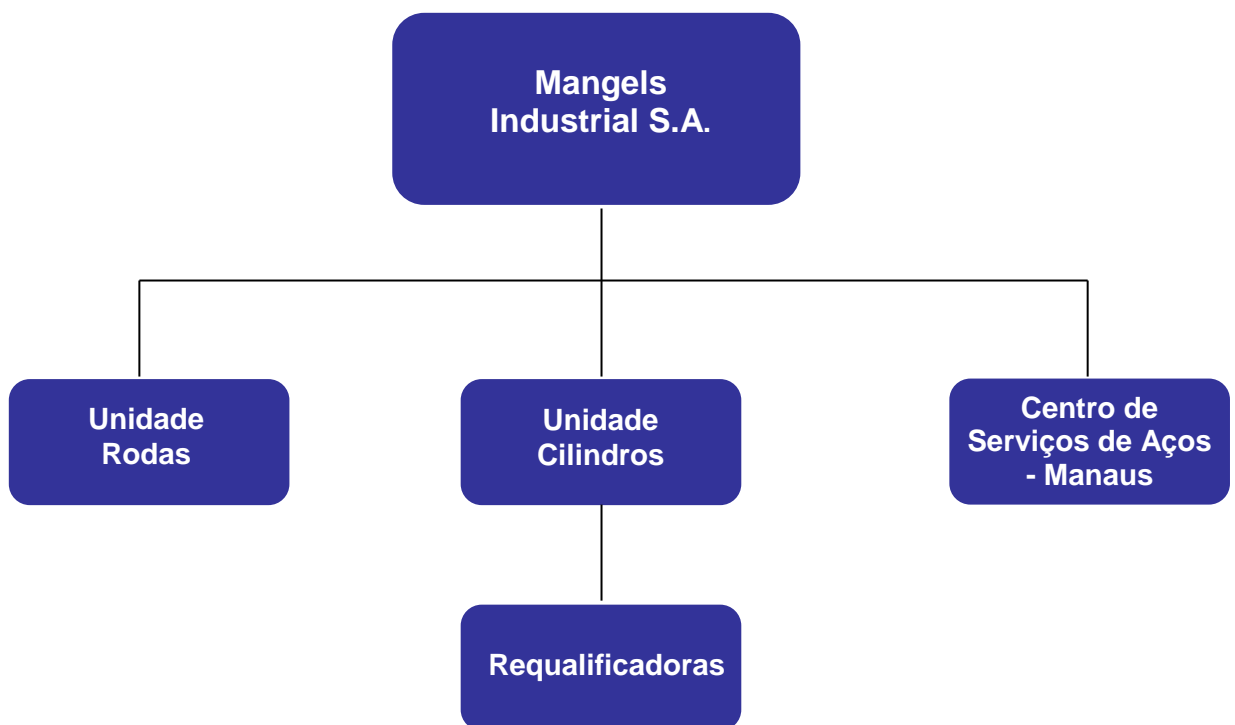 Mangels
Industrial S.A.
Unidade
Rodas
Unidade
Cilindros
Centro de
Serviços de Aços
- Manaus
Requalificadoras